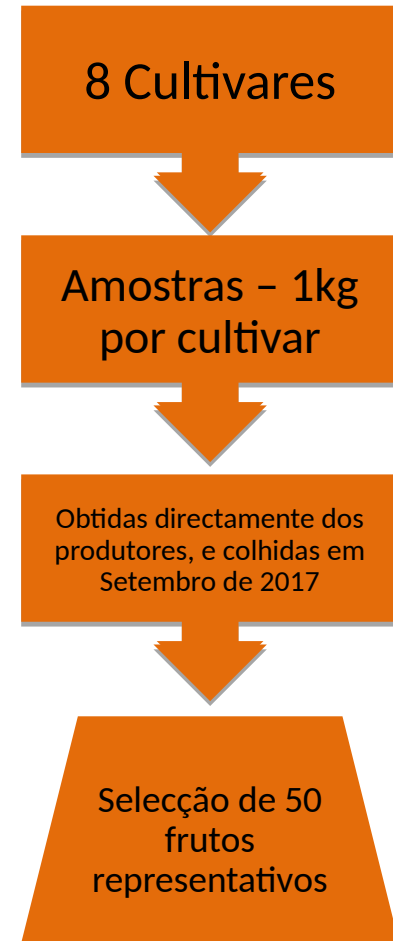 8 Cultivares
Amostras – 1kg
por cultivar
Obtidas directamente dos
produtores, e colhidas em
Setembro de 2017
Selecção de 50
frutos
representativos